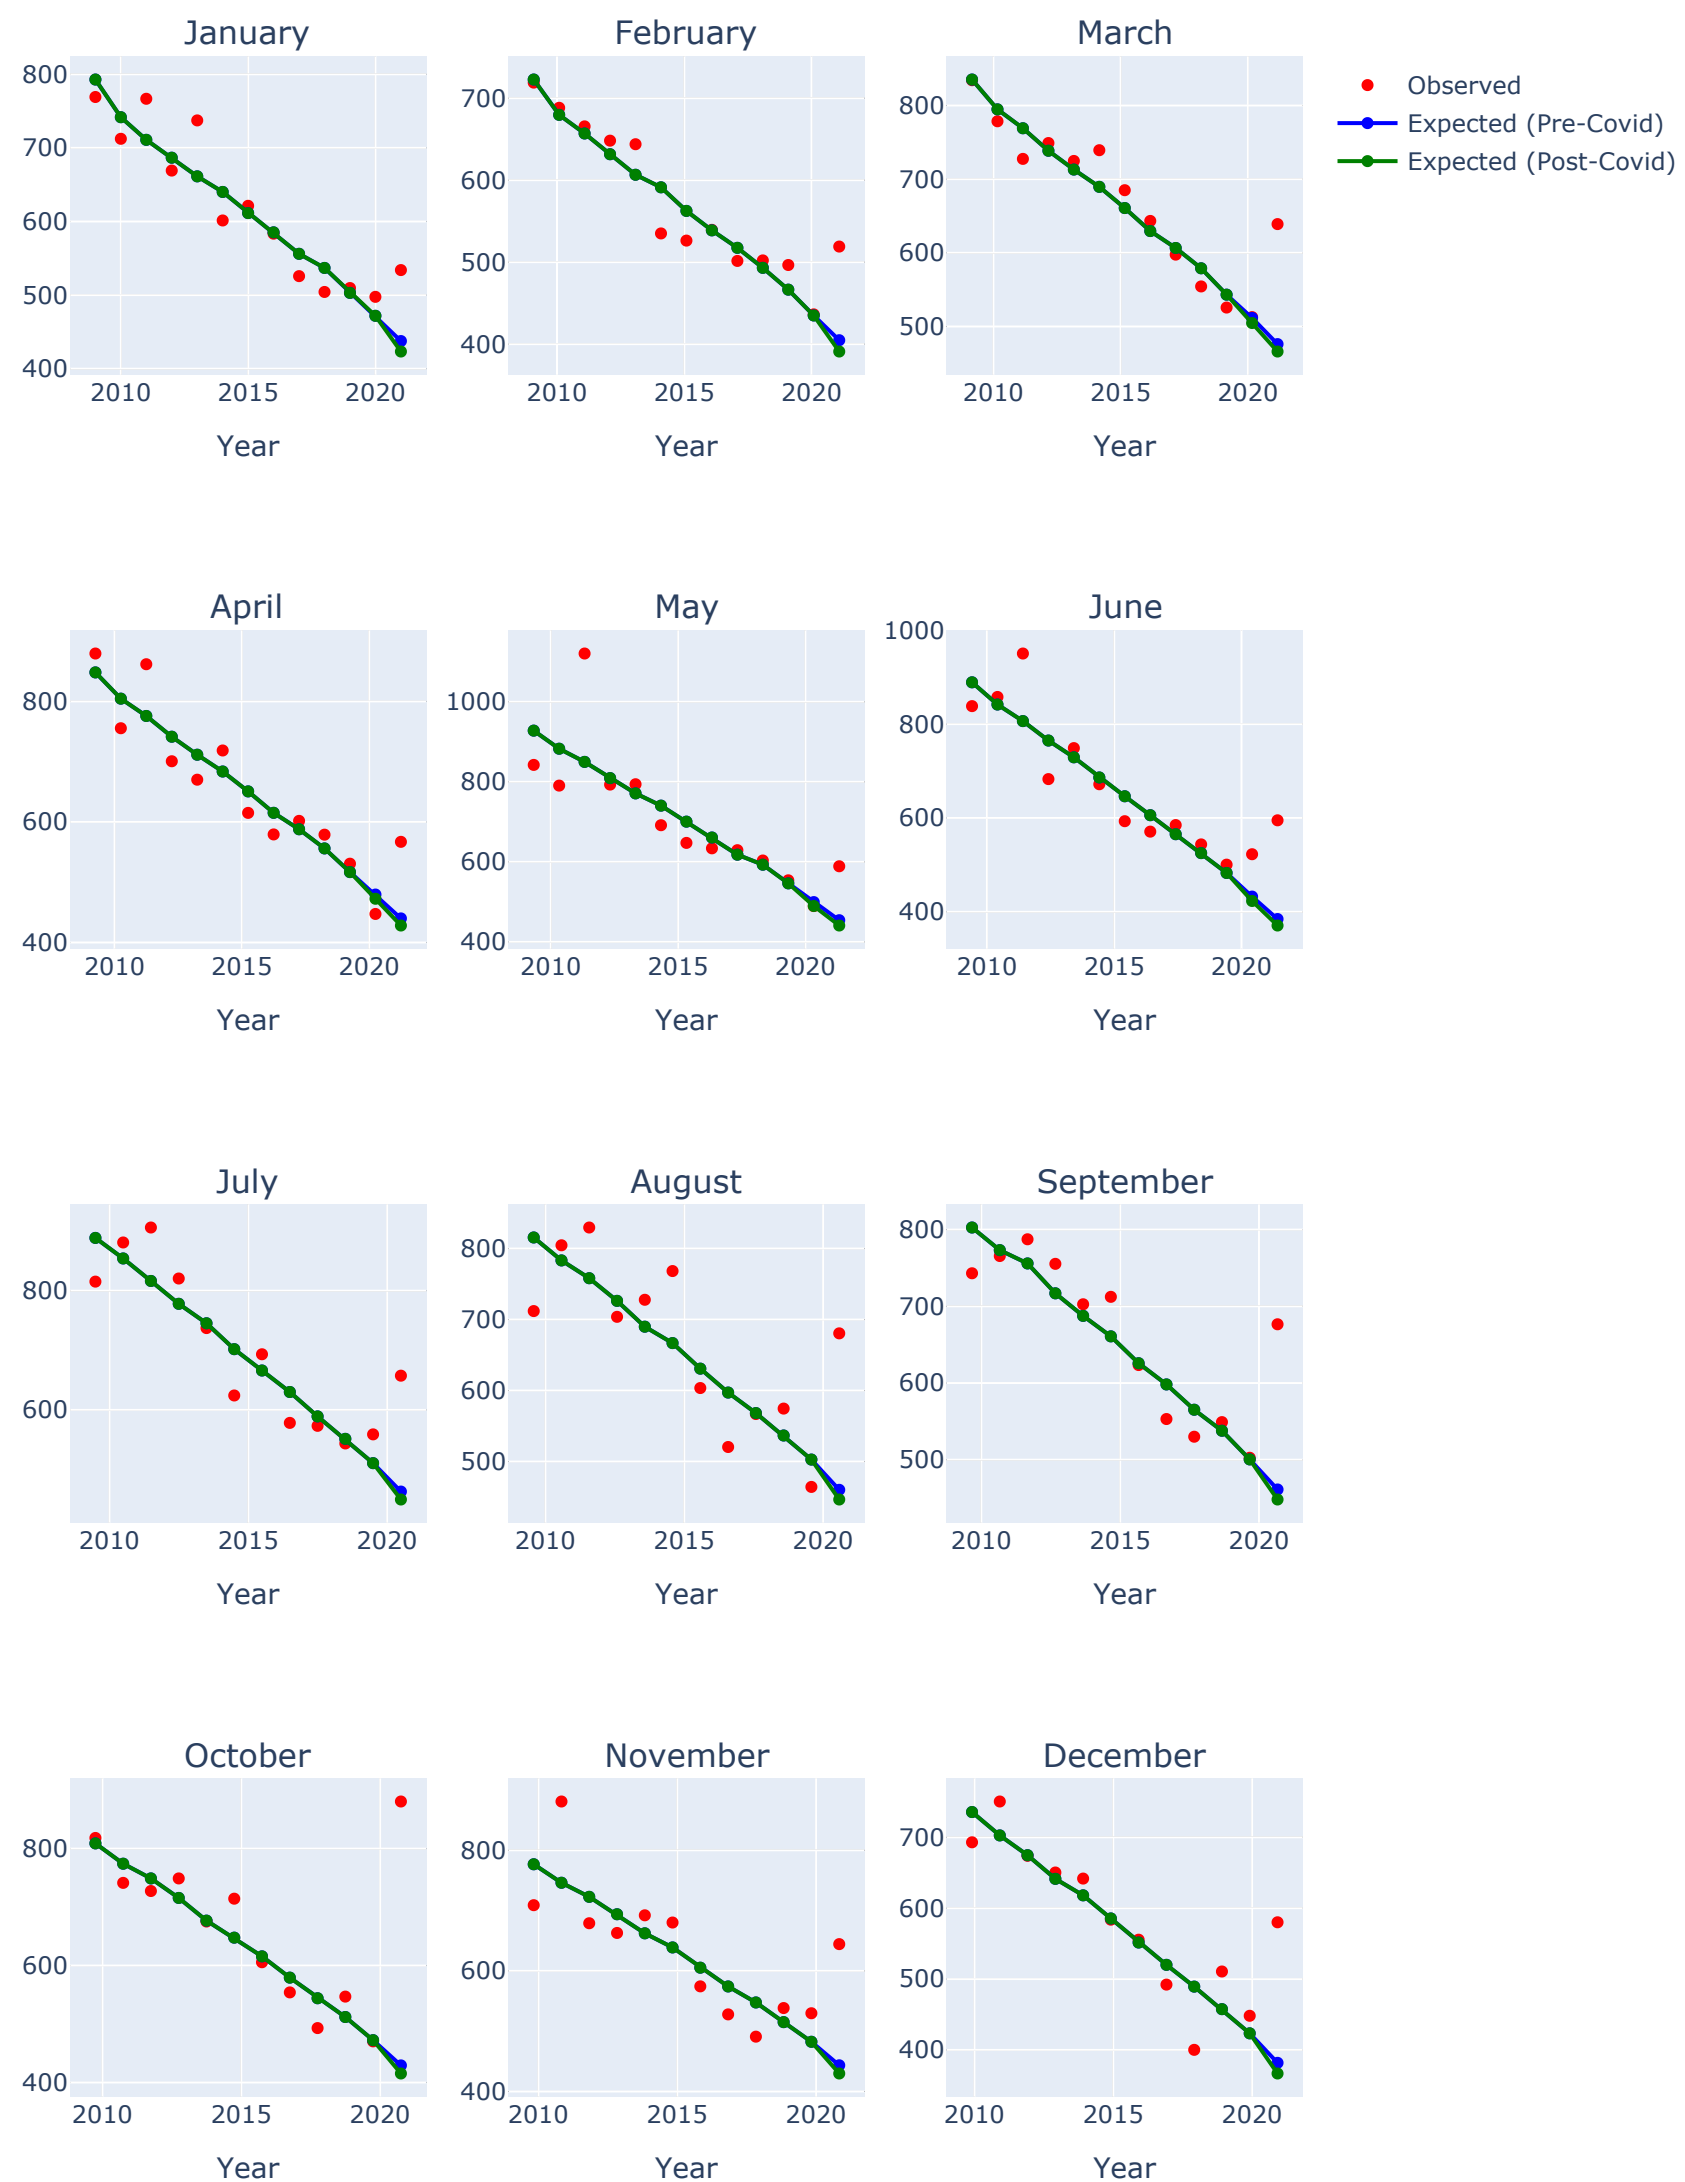 January
February
March
800
700
600
500
400
2010
2015
2020
Year
700
600
500
400
2010
2015
2020
Year
800
700
600
500
2010
2015
2020
Year
Observed
Expected (Pre-Covid)
Expected (Post-Covid)
April
May
June
800
600
400
2010
2015
2020
Year
1000
800
600
400
2010
2015
2020
Year
1000
800
600
400
2010
2015
2020
Year
July
August
September
800
600
2010
2015
2020
Year
800
700
600
500
2010
2015
2020
Year
800
700
600
500
2010
2015
2020
Year
October
November
December
800
600
400
2010
2015
2020
Year
800
600
400
2010
2015
2020
Year
700
600
500
400
2010
2015
2020
Year